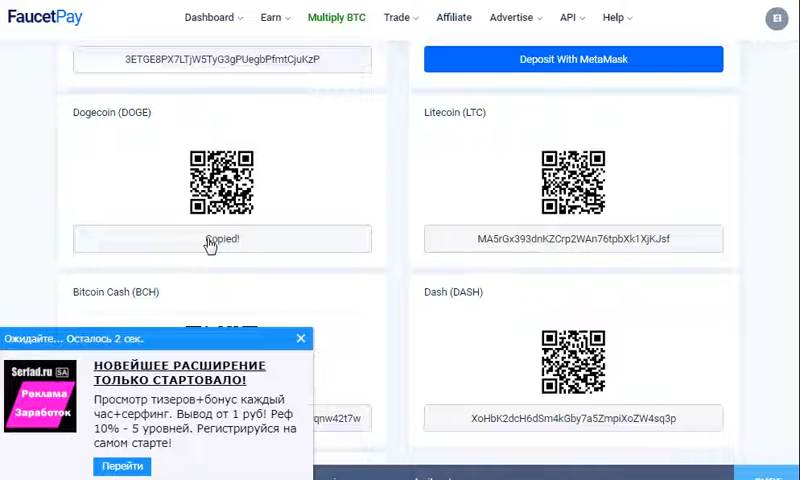 FaucetPay
Dashboard Earn Multiply BTC Trade Affiliate Advertise API Help EI
3ETGE8PX7LTjW5TyG3gPUegbPfmtCjuKzP
Deposit With MetaMask
Dogecoin (DOGE)
Litecoin (LTC)
Copied!
MA5rGx393dnKZCrp2WAn76tpbXk1XjKJsf
Bitcoin Cash (BCH)
Dash (DASH)
Ожидайте... Осталось 2 сек.
Serfad.ru SA
Реклама
Заработок
НОВЕЙШЕЕ РАСШИРЕНИЕ
ТОЛЬКО СТАРТОВАЛО!
Просмотр тизеров+бонус каждый
час+серфинг. Вывод от 1 руб! Реф
10% - 5 уровней. Регистрируйся на
самом старте!
Перейти
qnw42t7w
XoHbK2dcH6dSm4kGby7a5ZmpiXoZW4sq3p